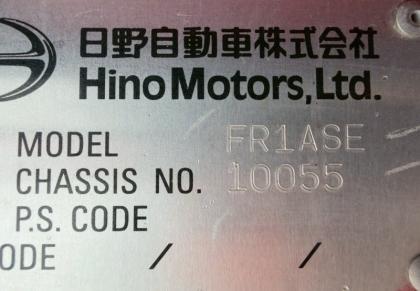 日野自動車株式会社
Hino Motors, Ltd.
MODEL FR1ASE
CHASSIS NO. 10055
P.S. CODE
ODE / /